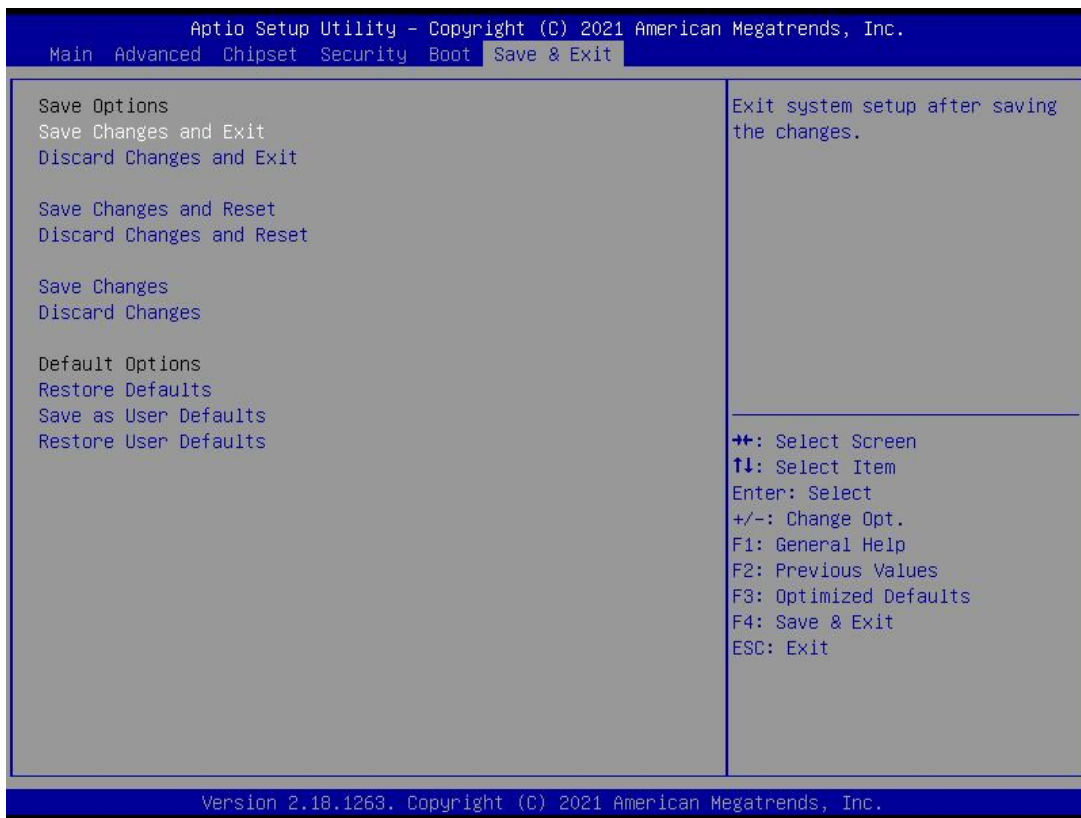 Aptio Setup Utility – Copyright (C) 2021 American Megatrends, Inc.
Main Advanced Chipset Security Boot Save & Exit
Save Options
Save Changes and Exit
Discard Changes and Exit
Save Changes and Reset
Discard Changes and Reset
Save Changes
Discard Changes
Default Options
Restore Defaults
Save as User Defaults
Restore User Defaults
Exit system setup after saving
the changes.
→←: Select Screen
↑↓: Select Item
Enter: Select
+/-: Change Opt.
F1: General Help
F2: Previous Values
F3: Optimized Defaults
F4: Save & Exit
ESC: Exit
Version 2.18.1263. Copyright (C) 2021 American Megatrends, Inc.